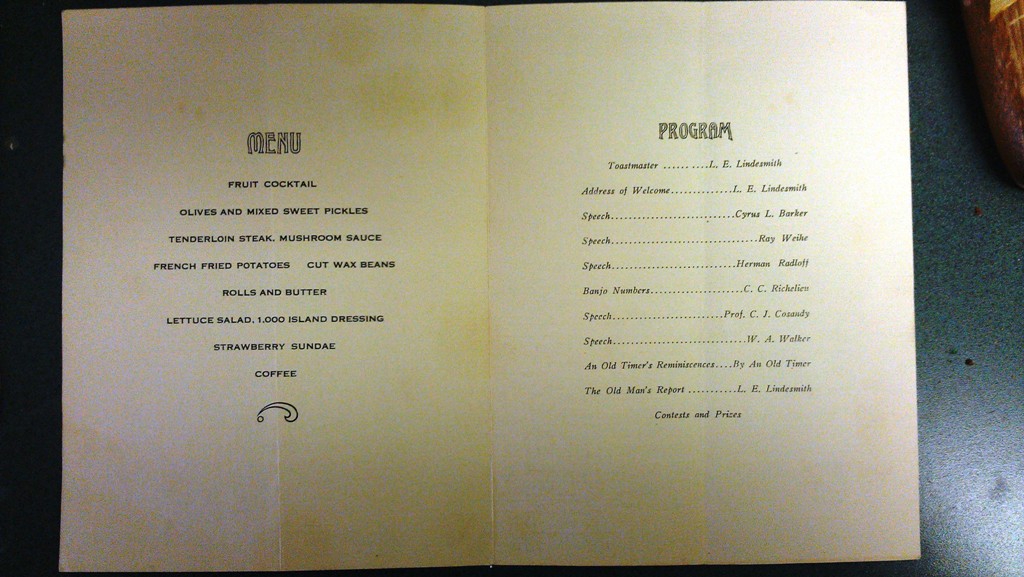 MENU
FRUIT COCKTAIL
OLIVES AND MIXED SWEET PICKLES
TENDERLOIN STEAK, MUSHROOM SAUCE
FRENCH FRIED POTATOES CUT WAX BEANS
ROLLS AND BUTTER
LETTUCE SALAD, 1,000 ISLAND DRESSING
STRAWBERRY SUNDAE
COFFEE
PROGRAM
Toastmaster ..........L. E. Lindesmith
Address of Welcome..............L. E. Lindesmith
Speech............................Cyrus L. Barker
Speech.................................Ray Weihe
Speech............................Herman Radloff
Banjo Numbers.....................C. C. Richelieu
Speech.........................Prof. C. J. Cosandy
Speech..............................W. A. Walker
An Old Timer's Reminiscences....By An Old Timer
The Old Man's Report ...........L. E. Lindesmith
Contests and Prizes